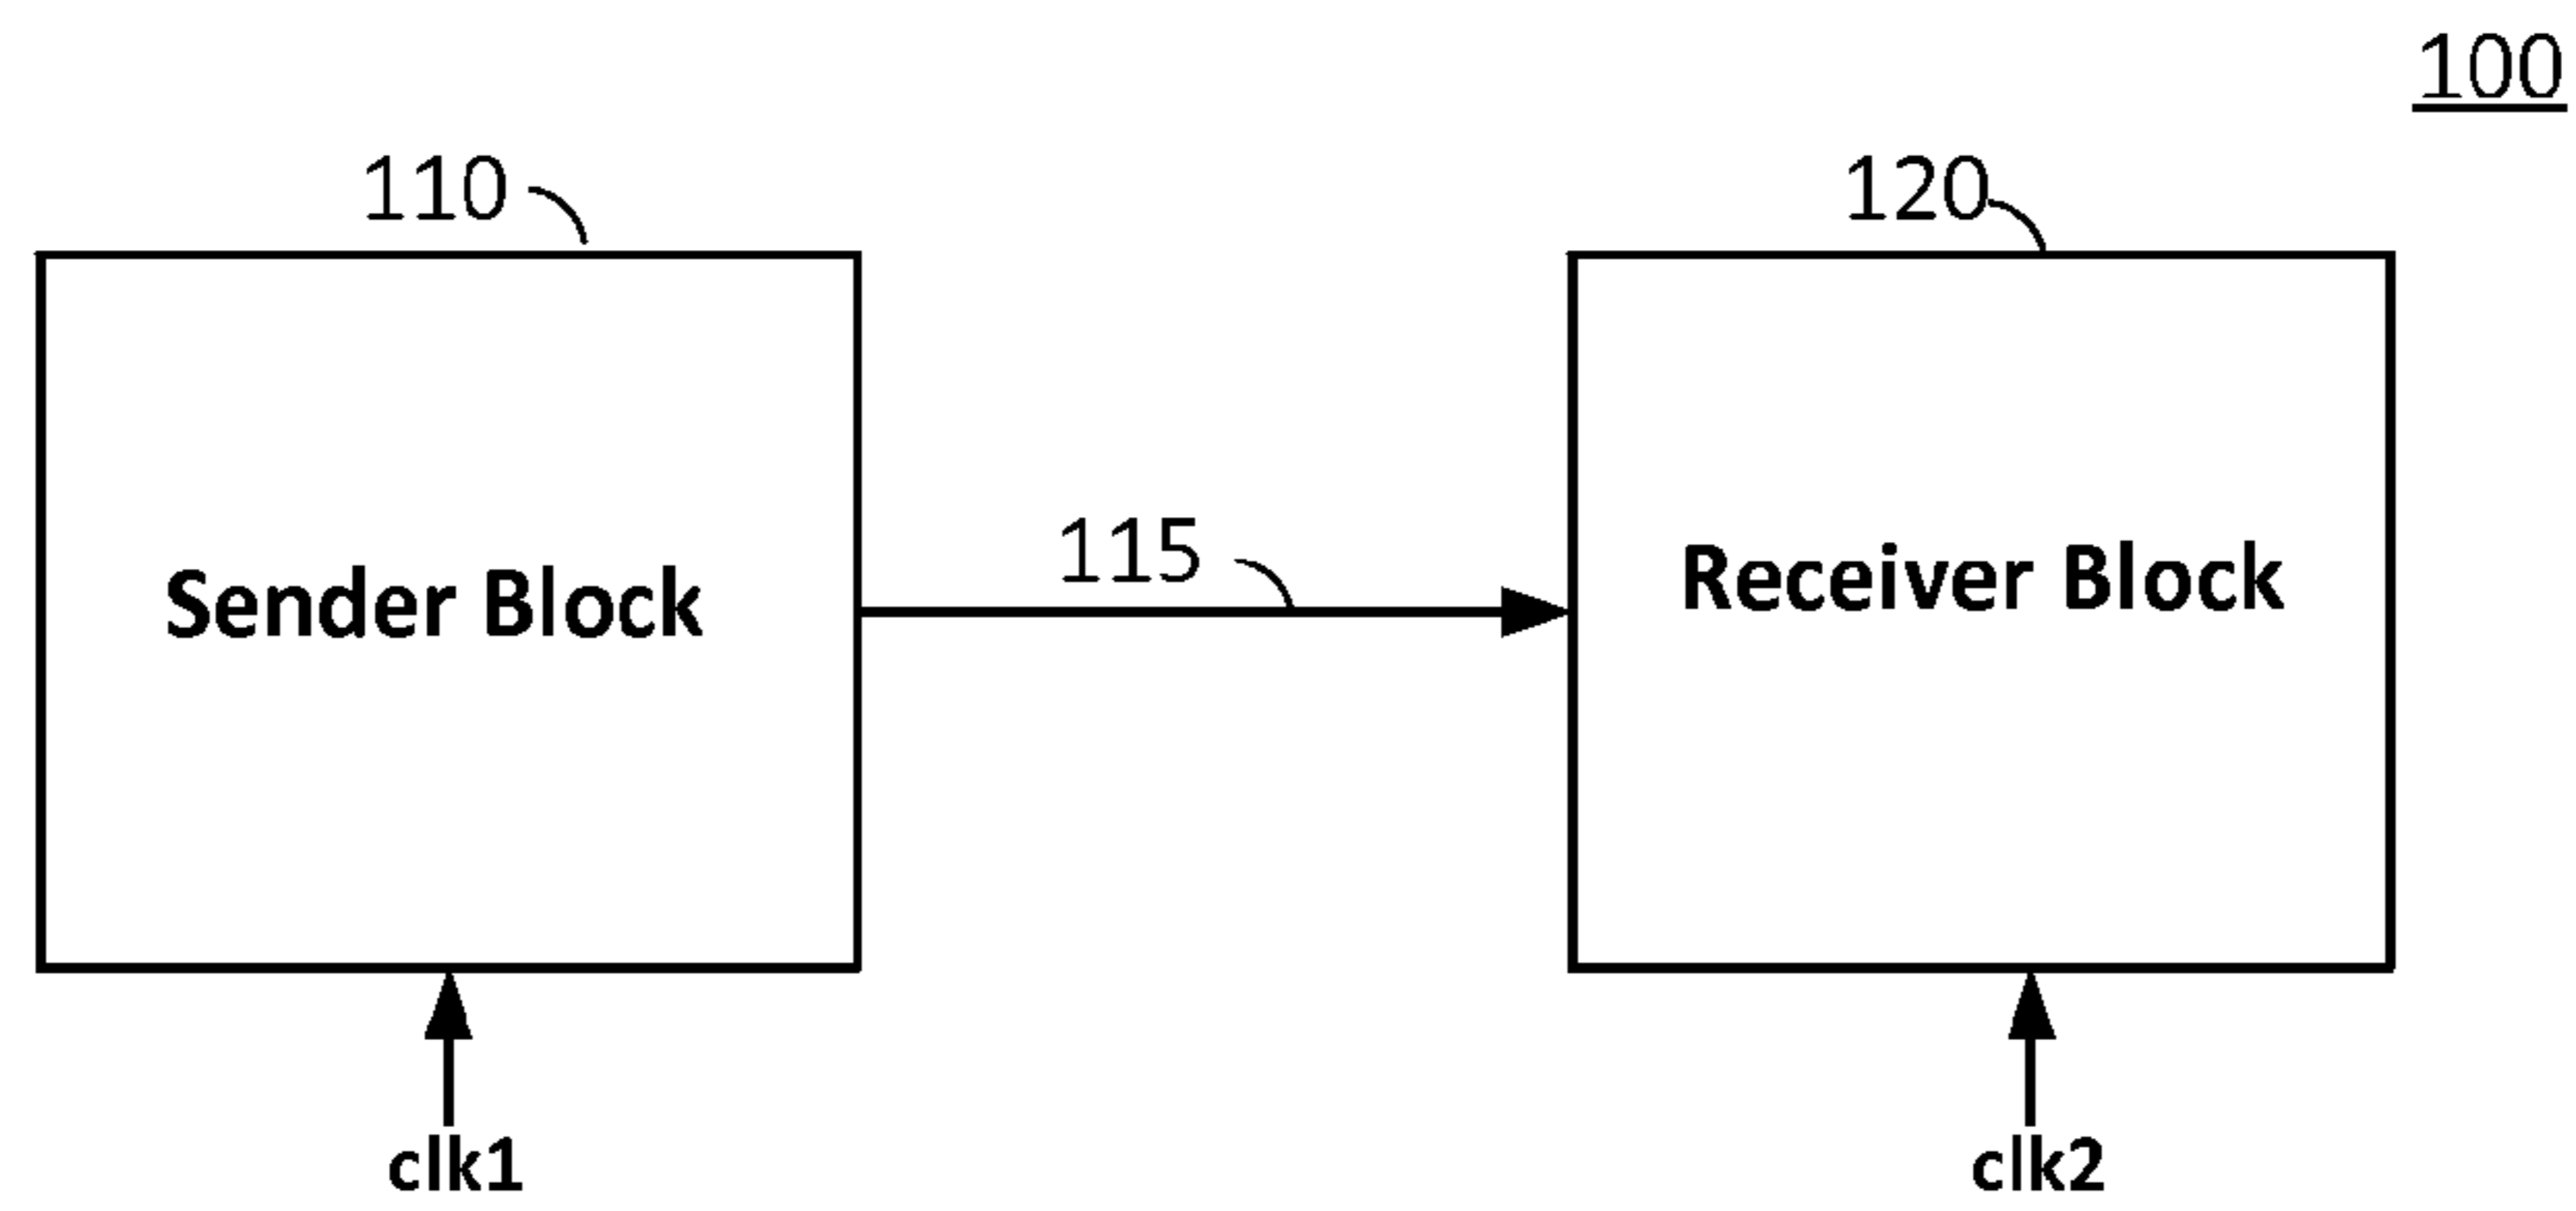 100
110
120
115
Sender Block
Receiver Block
clk1
clk2